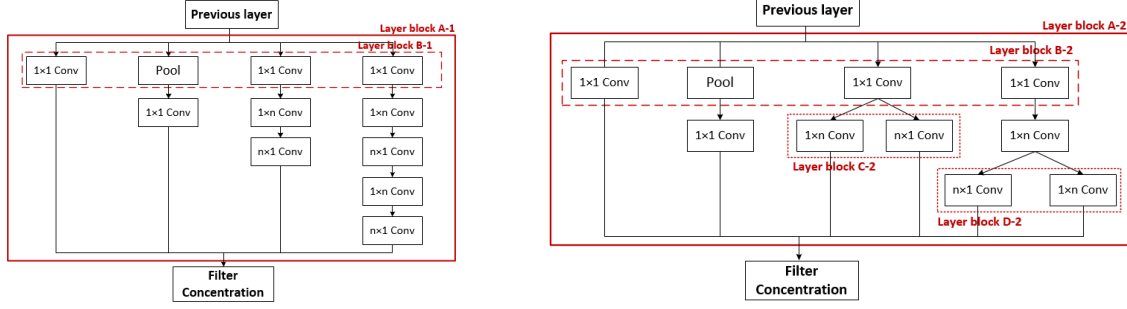 Previous layer
Layer block A-1
Layer block B-1
1×1 Conv
Pool
1×1 Conv
1×1 Conv
1×1 Conv
1×n Conv
1×n Conv
n×1 Conv
n×1 Conv
1×n Conv
n×1 Conv
Filter
Concentration
Previous layer
Layer block A-2
Layer block B-2
1×1 Conv
Pool
1×1 Conv
1×1 Conv
1×1 Conv
1×n Conv
n×1 Conv
1×n Conv
Layer block C-2
n×1 Conv
1×n Conv
Layer block D-2
Filter
Concentration